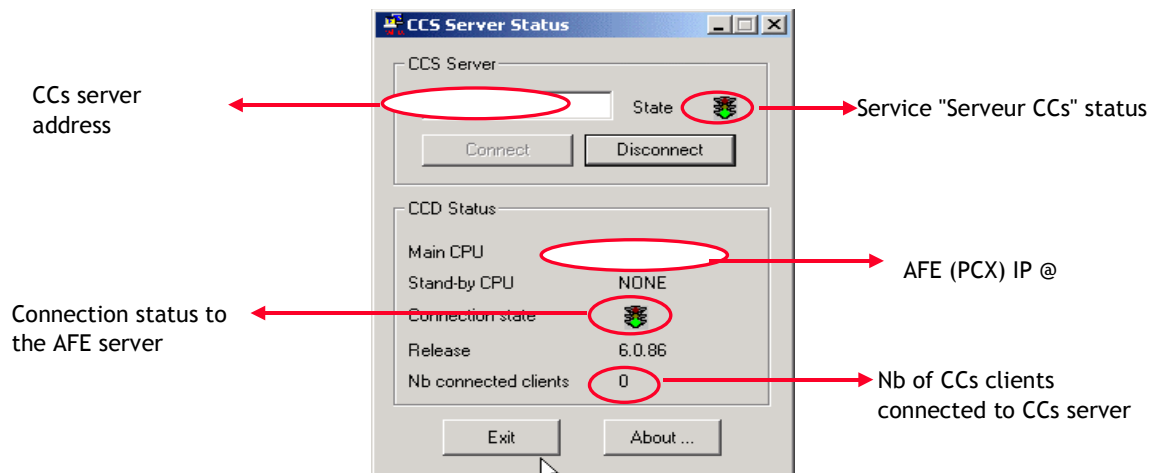 CCS Server Status
CCS Server
CCs server
address
State
Service "Serveur CCs" status
Connect
Disconnect
CCD Status
Main CPU
AFE (PCX) IP @
Stand-by CPU
NONE
Connection status to
the AFE server
Connection state
Release
6.0.86
Nb connected clients
0
Nb of CCs clients
connected to CCs server
Exit
About ...